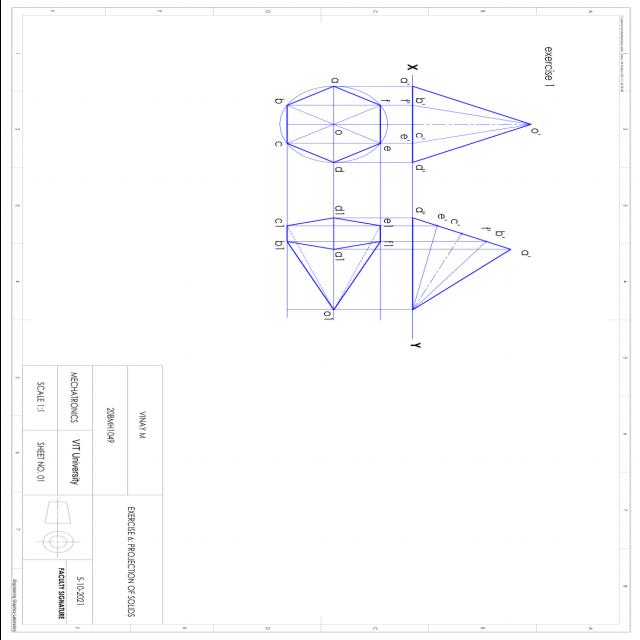 exercise 1
o'
a'
b'
f'
c'
e'
d'
X
a
b
f
o
c
e
d
o'
b'
f'
c'
e'
d'
Y
d1
c1
e1
b1
f1
a1
o1
VINAY M
EXERCISE 6: PROJECTION OF SOLIDS
20BMH1049
MECHATRONICS
VIT University
5-10-2021
SCALE 1:1
SHEET NO. 01
FACULTY SIGNATURE